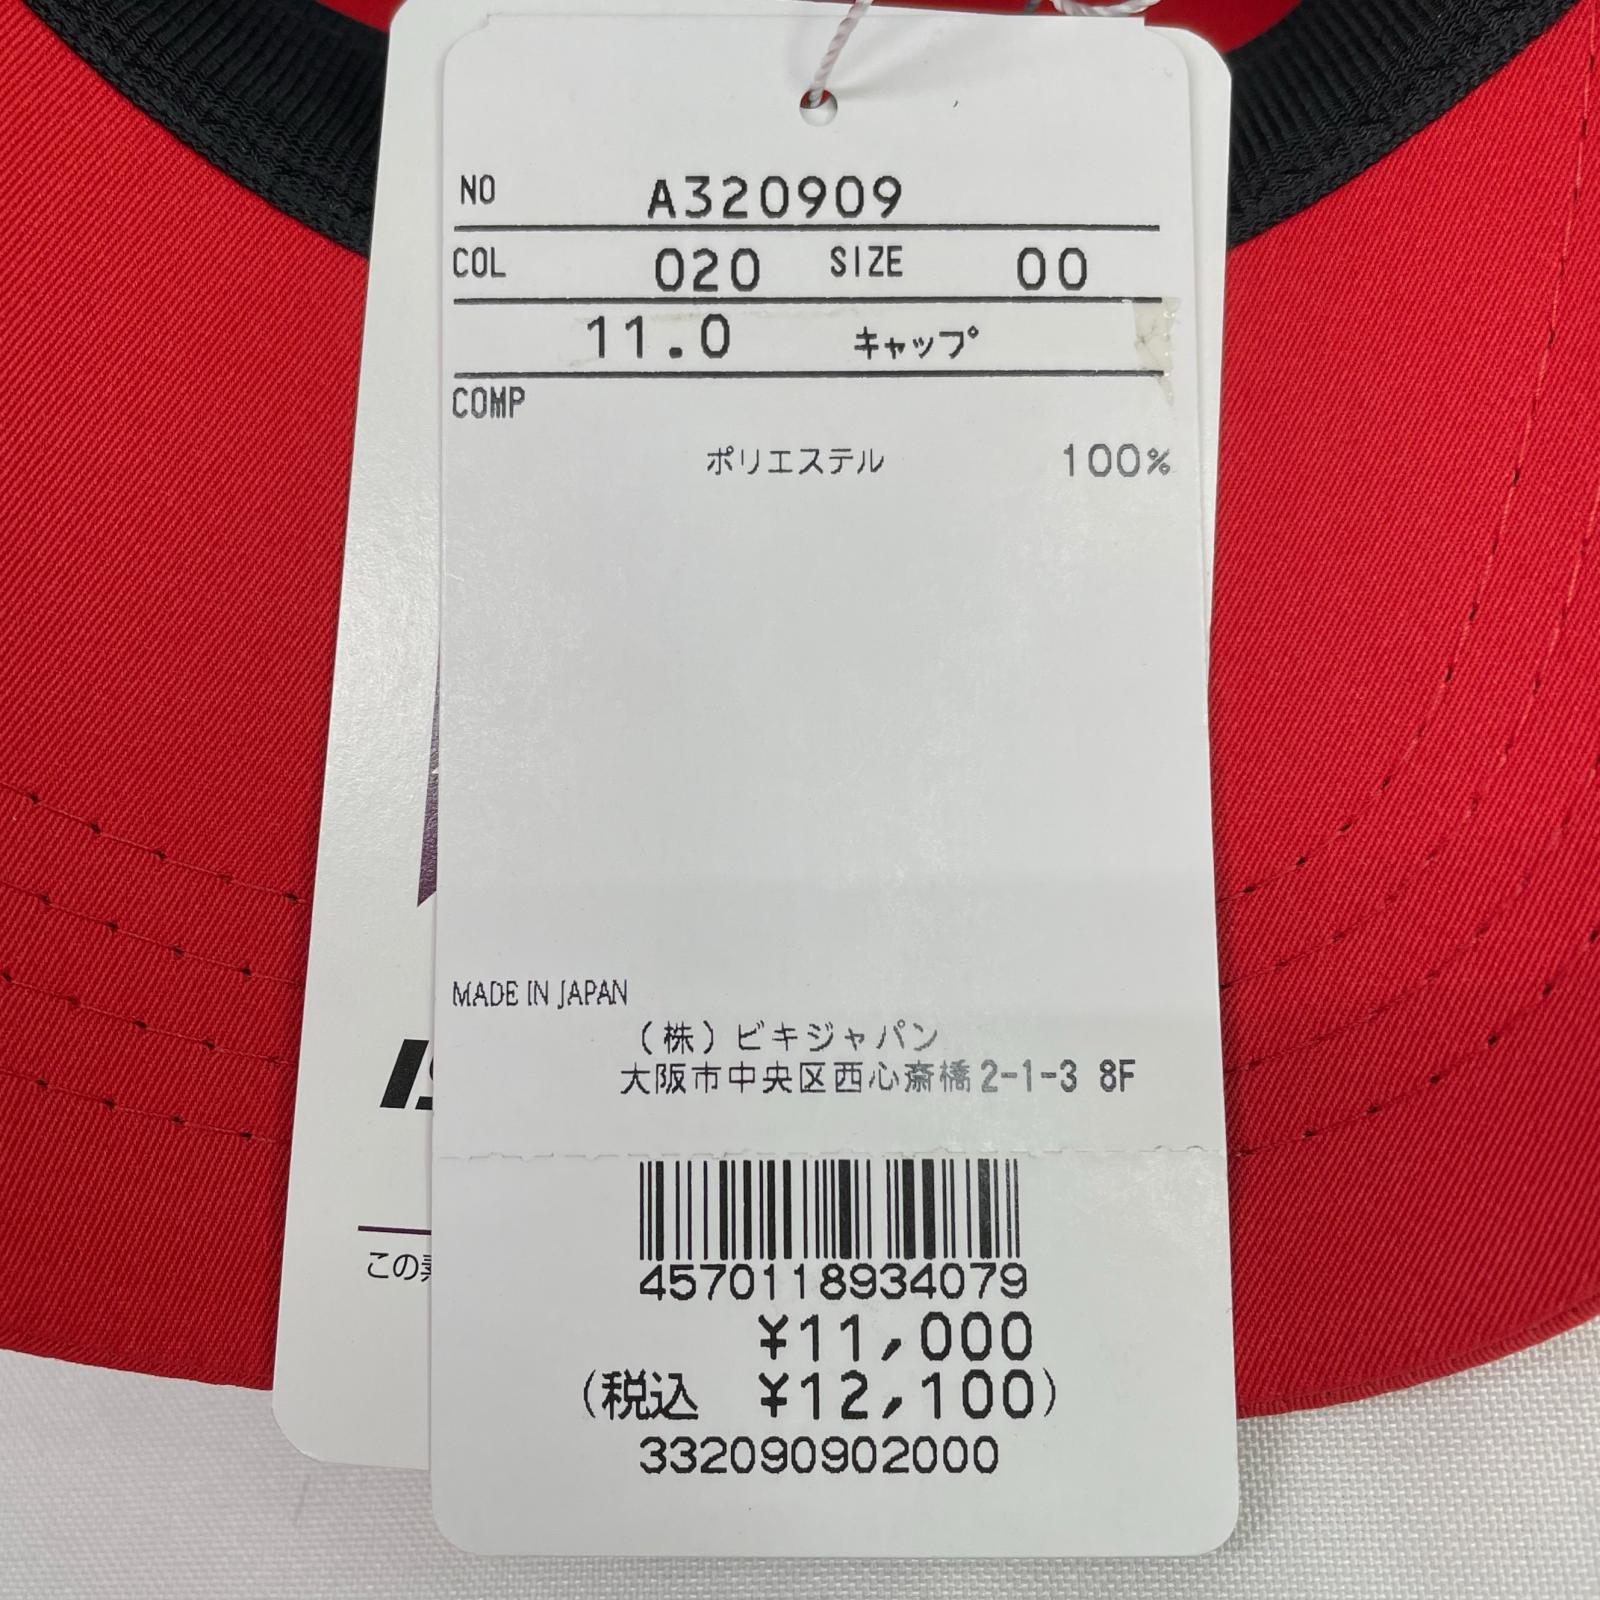 NO A320909
COL 020 SIZE 00
11.0 キャップ
COMP
ポリエステル 100%
MADE IN JAPAN
(株)ビキジャパン
大阪市中央区西心斎橋2-1-3 8F
4570118934079
¥11,000
(税込 ¥12,100)
332090902000
この